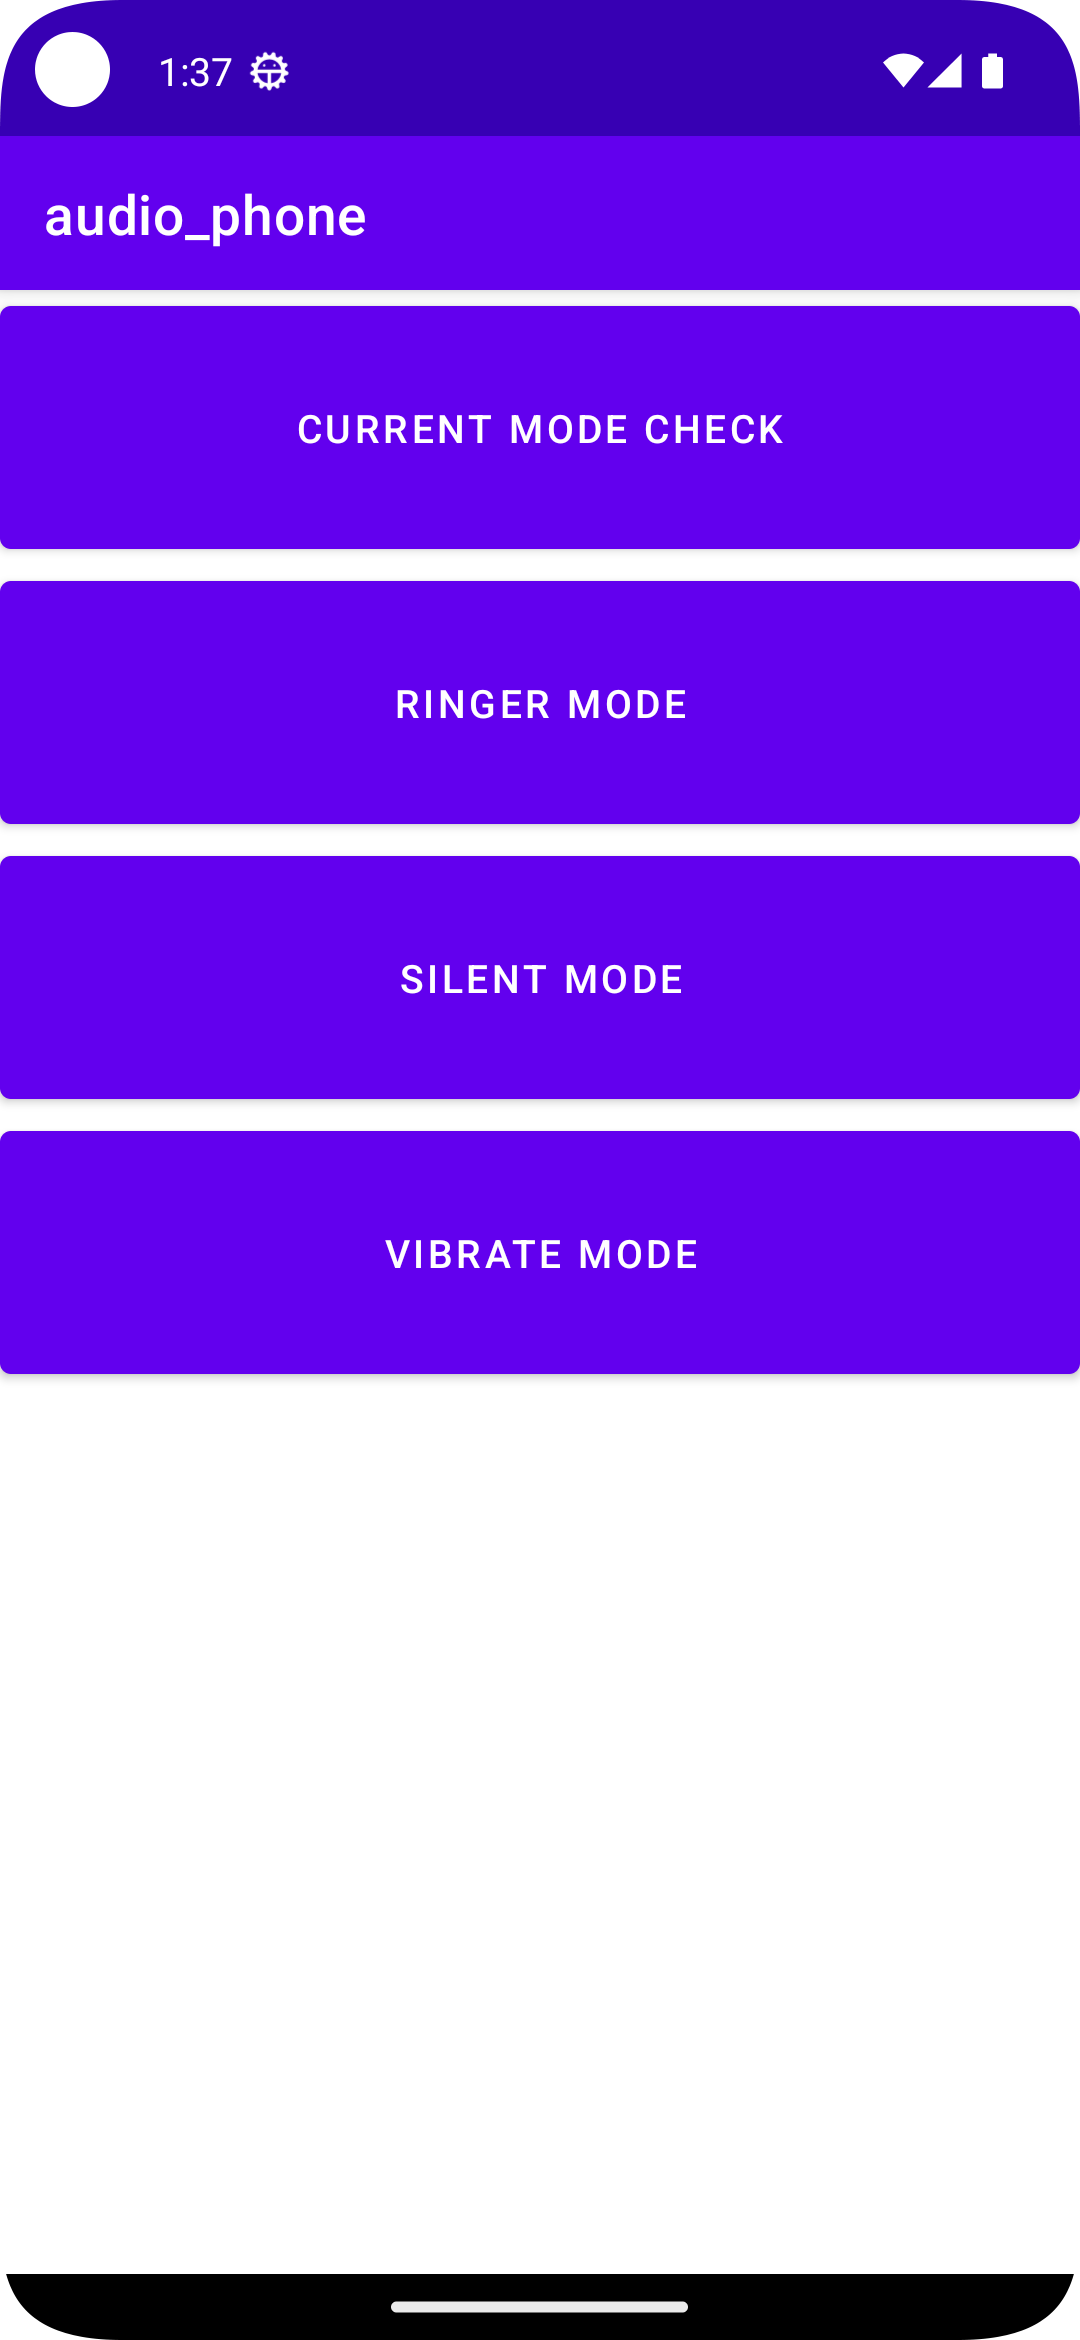 1:37
audio_phone
CURRENT MODE CHECK
RINGER MODE
SILENT MODE
VIBRATE MODE